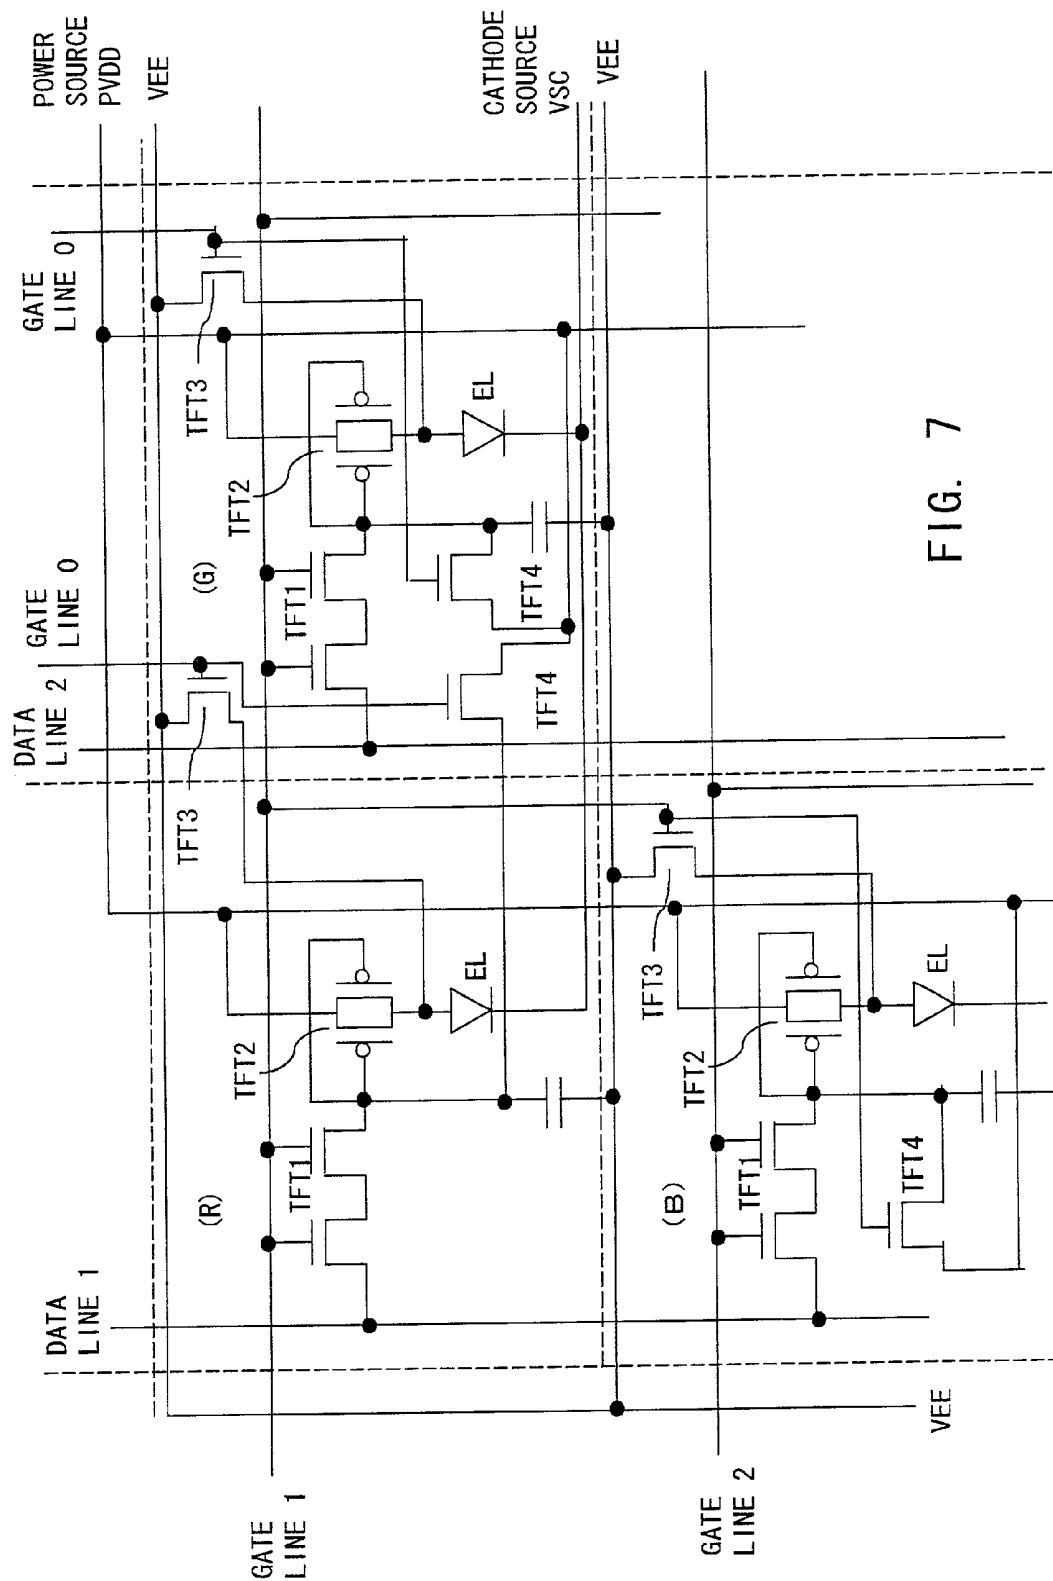 POWER
SOURCE
PVDD
VEE
CATHODE
SOURCE
VSC
VEE
GATE
LINE 0
GATE
LINE 0
DATA
LINE 2
DATA
LINE 1
TFT3
TFT3
(G)
TFT2
EL
TFT1
TFT4
TFT4
(R)
TFT2
EL
TFT1
GATE
LINE 1
TFT3
(B)
TFT2
EL
TFT1
TFT4
GATE
LINE 2
VEE
FIG. 7